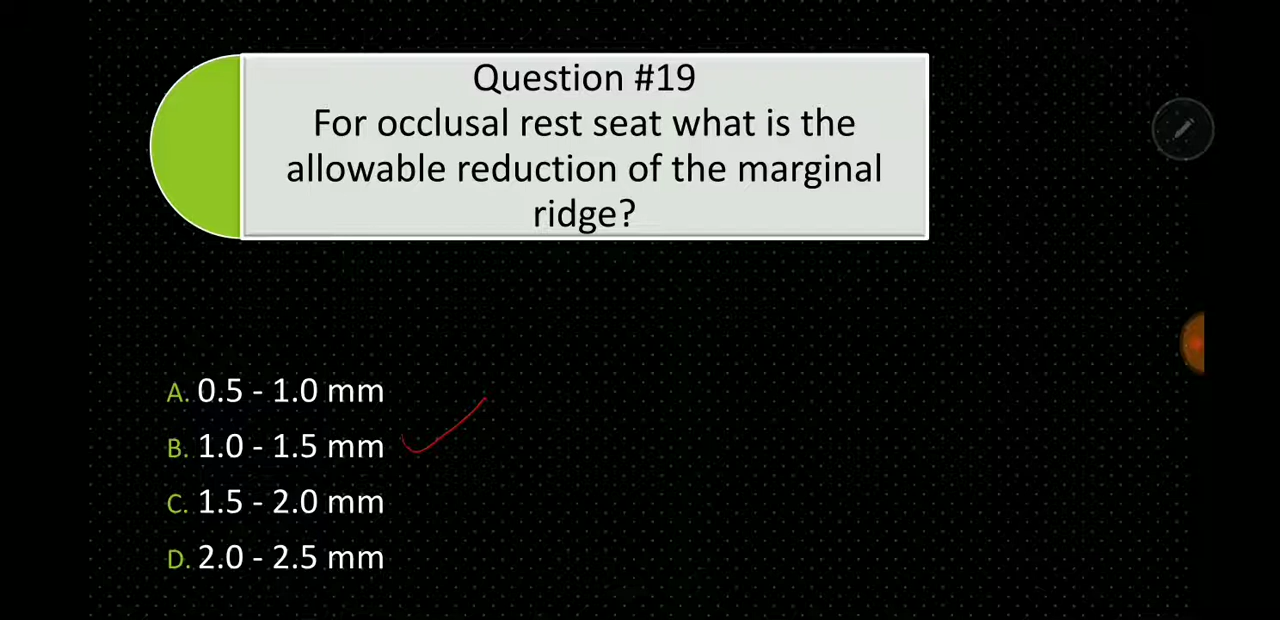 Question #19
For occlusal rest seat what is the
allowable reduction of the marginal
ridge?
A. 0.5 - 1.0 mm
B. 1.0 - 1.5 mm
C. 1.5 - 2.0 mm
D. 2.0 - 2.5 mm